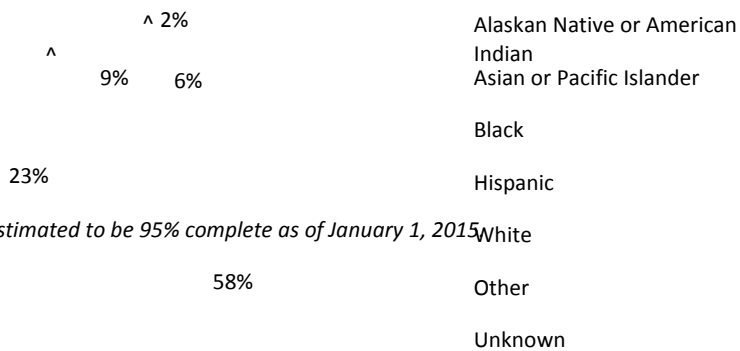 ^ 2%
Alaskan Native or American
Indian
^
9%
6%
Asian or Pacific Islander
Black
23%
Hispanic
stimated to be 95% complete as of January 1, 2015
White
58%
Other
Unknown